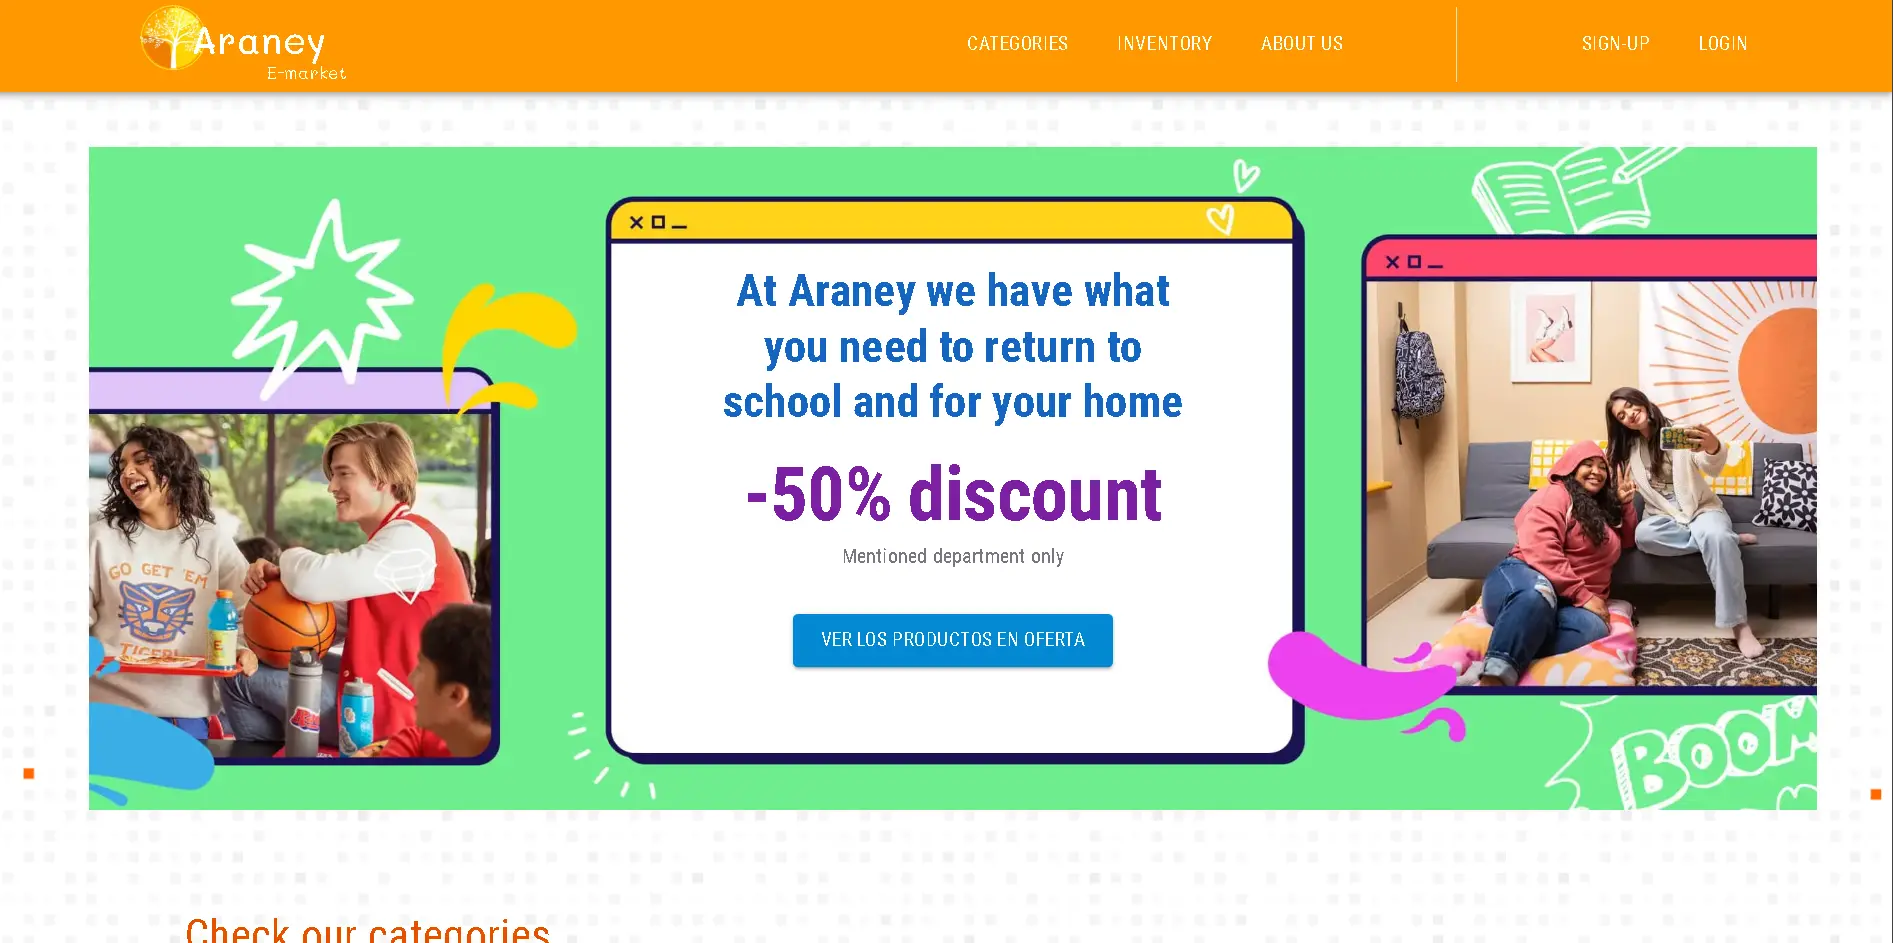 Araney
E-market
CATEGORIES
INVENTORY
ABOUT US
SIGN-UP
LOGIN
At Araney we have what
you need to return to
school and for your home
-50% discount
Mentioned department only
VER LOS PRODUCTOS EN OFERTA
GO GET 'EM
TIGER!
BOOM
Check our categories